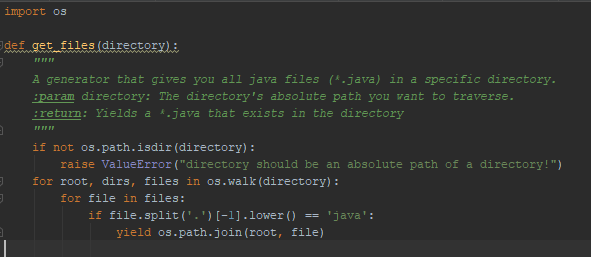 import os
def get_files(directory):
"""
A generator that gives you all java files (*.java) in a specific directory.
:param directory: The directory's absolute path you want to traverse.
:return: Yields a *.java that exists in the directory
"""
if not os.path.isdir(directory):
raise ValueError("directory should be an absolute path of a directory!")
for root, dirs, files in os.walk(directory):
for file in files:
if file.split('.')[-1].lower() == 'java':
yield os.path.join(root, file)